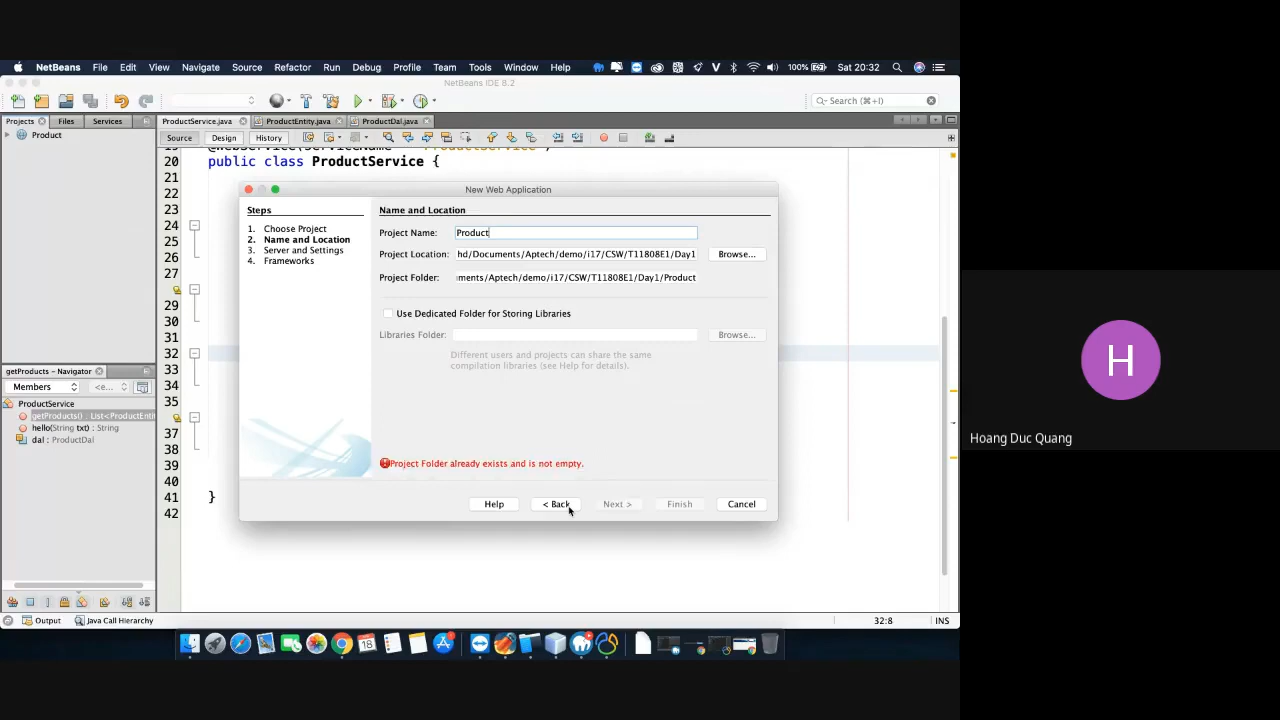 NetBeans File Edit View Navigate Source Refactor Run Debug Profile Team Tools Window Help 100% Sat 20:32
NetBeans IDE 8.2
Search (⌘+I)
Projects Files Services
ProductService.java ProductEntity.java ProductDal.java
Source Design History
Product
20 public class ProductService {
21
22
23
24
25
26
27
29
30
31
32
33
34
35
37
38
39
40
41 }
42
New Web Application
Steps
1. Choose Project
2. Name and Location
3. Server and Settings
4. Frameworks
Name and Location
Project Name: Product
Project Location: hd/Documents/Aptech/demo/i17/CSW/T11808E1/Day1 Browse...
Project Folder: ments/Aptech/demo/i17/CSW/T11808E1/Day1/Product
Use Dedicated Folder for Storing Libraries
Libraries Folder: Browse...
Different users and projects can share the same
compilation libraries (see Help for details).
Project Folder already exists and is not empty.
Help < Back Next > Finish Cancel
getProducts() - Navigator
Members <e...
ProductService
getProducts() : List<ProductEnti
hello(String txt) : String
dal : ProductDal
Output Java Call Hierarchy 32:8 INS
18
H
Hoang Duc Quang